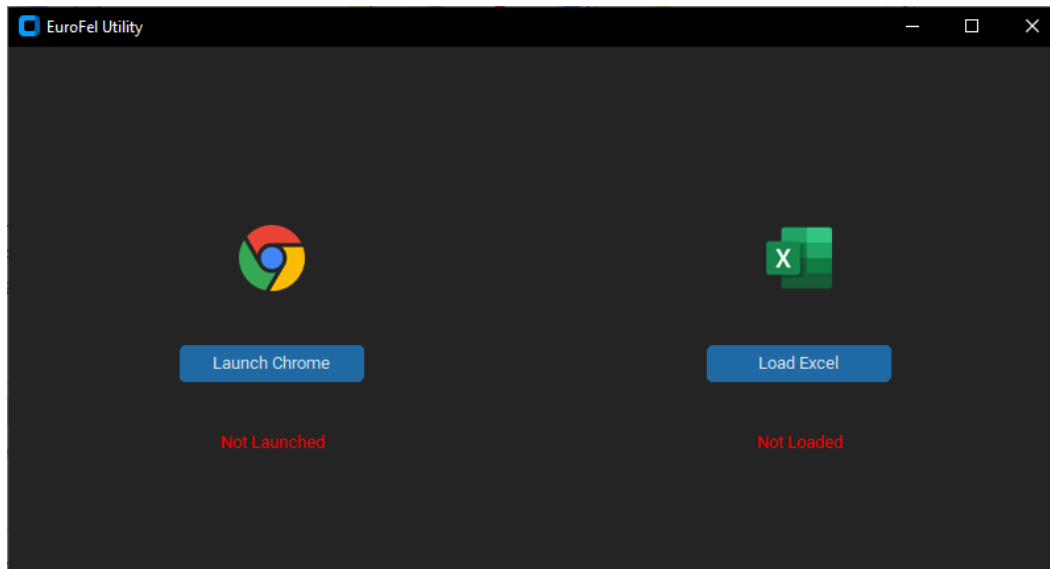 EuroFel Utility
X
Launch Chrome
Load Excel
Not Launched
Not Loaded